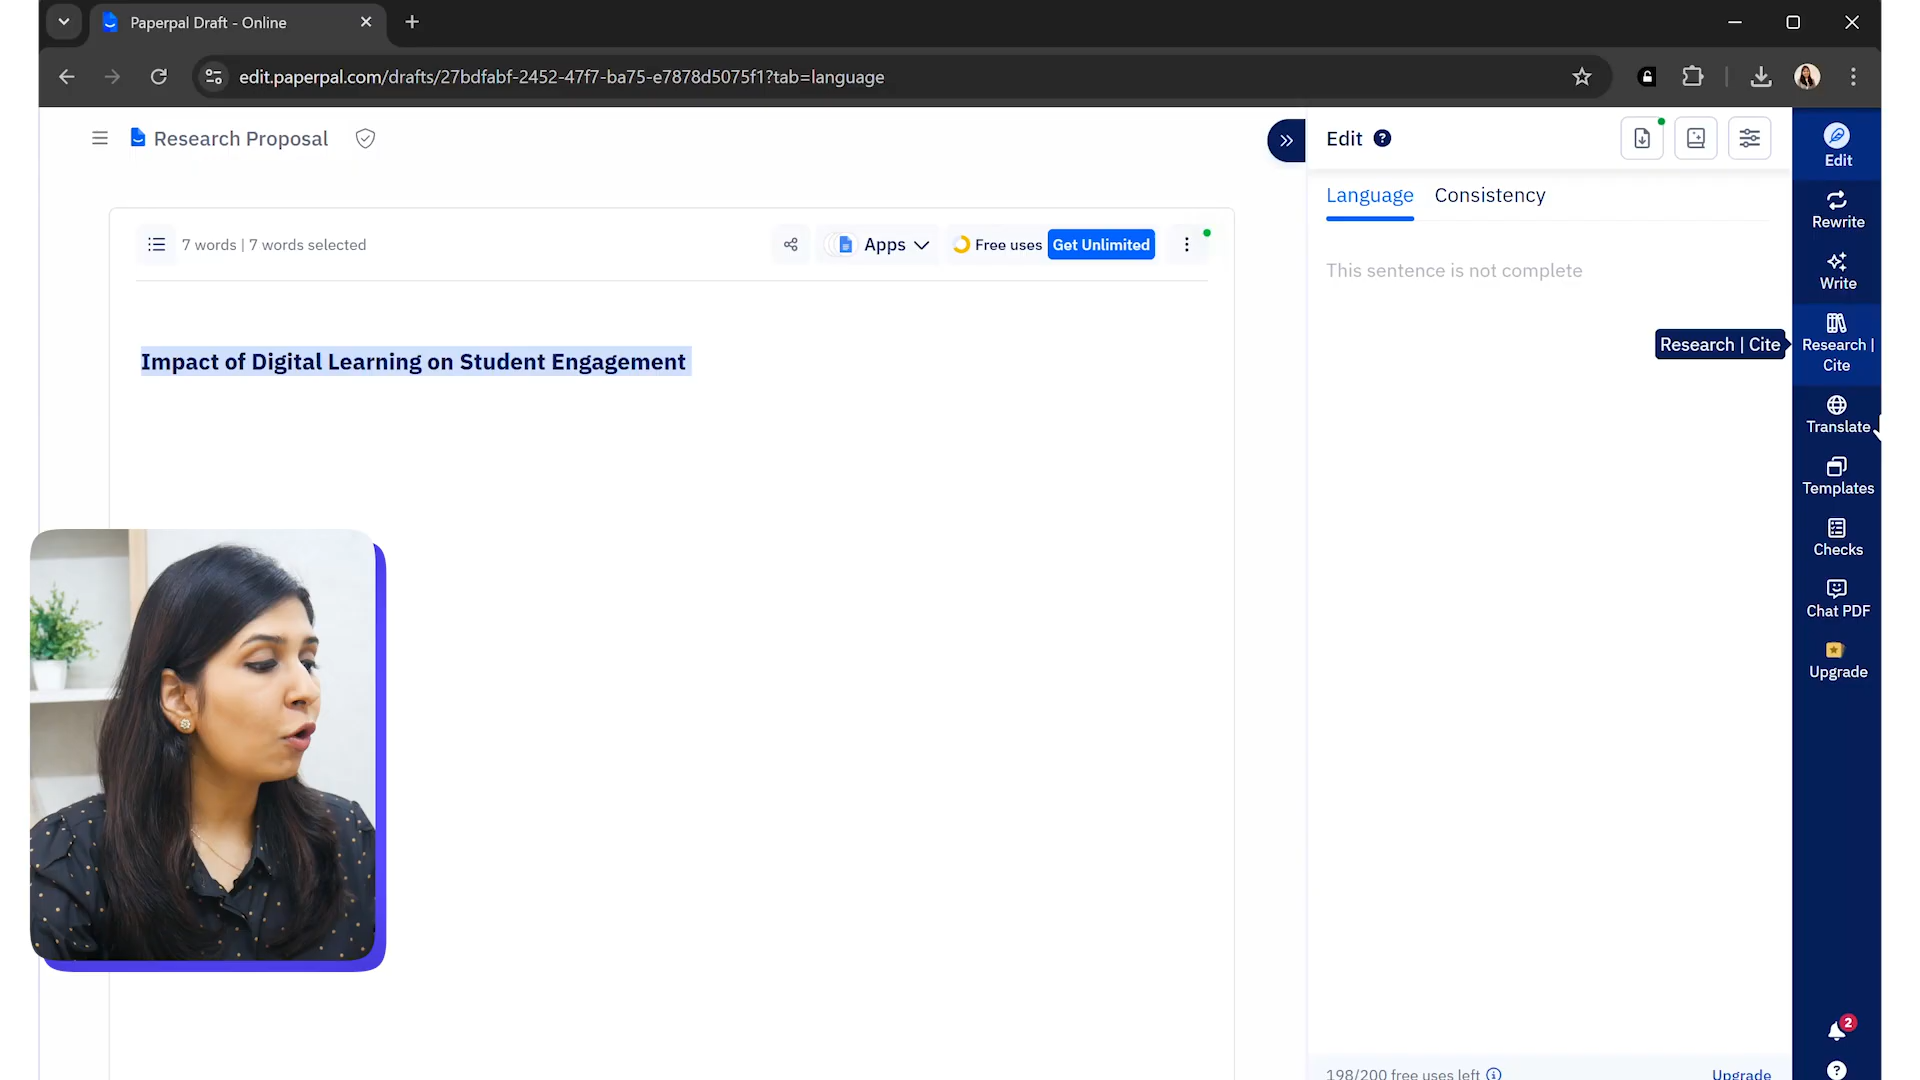 Paperpal Draft - Online
edit.paperpal.com/drafts/27bdfabf-2452-47f7-ba75-e7878d5075f1?tab=language
Research Proposal
7 words | 7 words selected
Apps
Free uses
Get Unlimited
Impact of Digital Learning on Student Engagement
Edit
Language
Consistency
This sentence is not complete
Research | Cite
198/200 free uses left
Upgrade
Edit
Rewrite
Write
Research |
Cite
Translate
Templates
Checks
Chat PDF
Upgrade
2